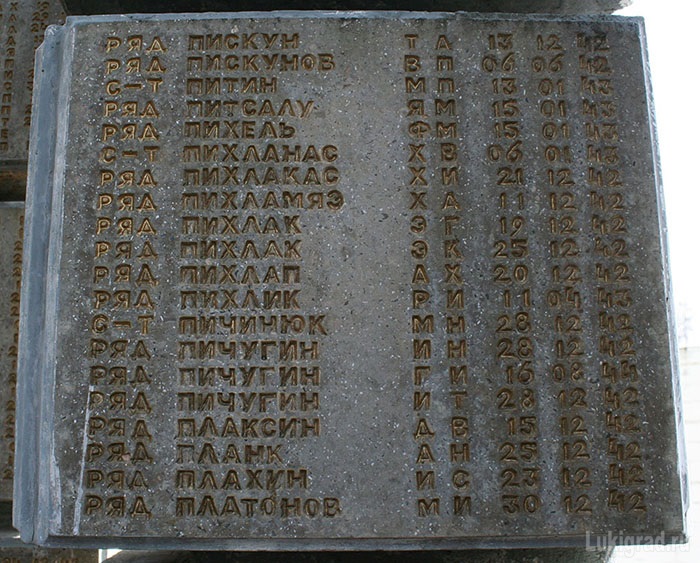 РЯД ПИСКУН Т А 13 12 42
РЯД ПИСКУНОВ В П 06 06 42
С-Т ПИТИН М П 13 01 43
РЯД ПИТСАЛУ Я М 15 01 43
РЯД ПИХЕЛЬ Ф М 15 01 43
С-Т ПИХЛАНАС Х В 06 01 43
РЯД ПИХЛАКАС Х И 21 12 42
РЯД ПИХЛАМЯЭ Х А 11 12 42
РЯД ПИХЛАК Э Г 19 12 42
РЯД ПИХЛАК Э К 25 12 42
РЯД ПИХЛАП А Х 20 12 42
РЯД ПИХЛИК Р И 11 04 43
С-Т ПИЧИНЮК М Н 28 12 42
РЯД ПИЧУГИН И Н 28 12 42
РЯД ПИЧУГИН Г И 16 08 44
РЯД ПИЧУГИН И Т 28 12 42
РЯД ПЛАКСИН Д В 15 12 42
РЯД ПЛАНК А Н 25 12 42
РЯД ПЛАХИН И С 23 12 42
РЯД ПЛАТОНОВ М И 30 12 42
Lukigrad.ru